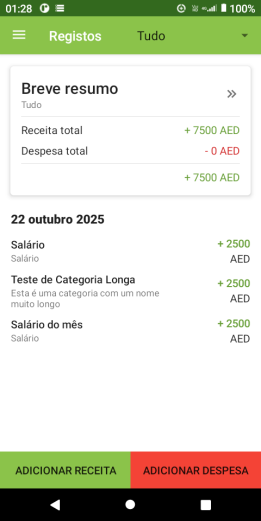 01:28
100%
Registos
Tudo
Breve resumo
Tudo
Receita total
+ 7500 AED
Despesa total
- 0 AED
+ 7500 AED
22 outubro 2025
Salário
+ 2500
Salário
AED
Teste de Categoria Longa
+ 2500
Esta é uma categoria com um nome
AED
muito longo
Salário do mês
+ 2500
Salário
AED
ADICIONAR RECEITA
ADICIONAR DESPESA